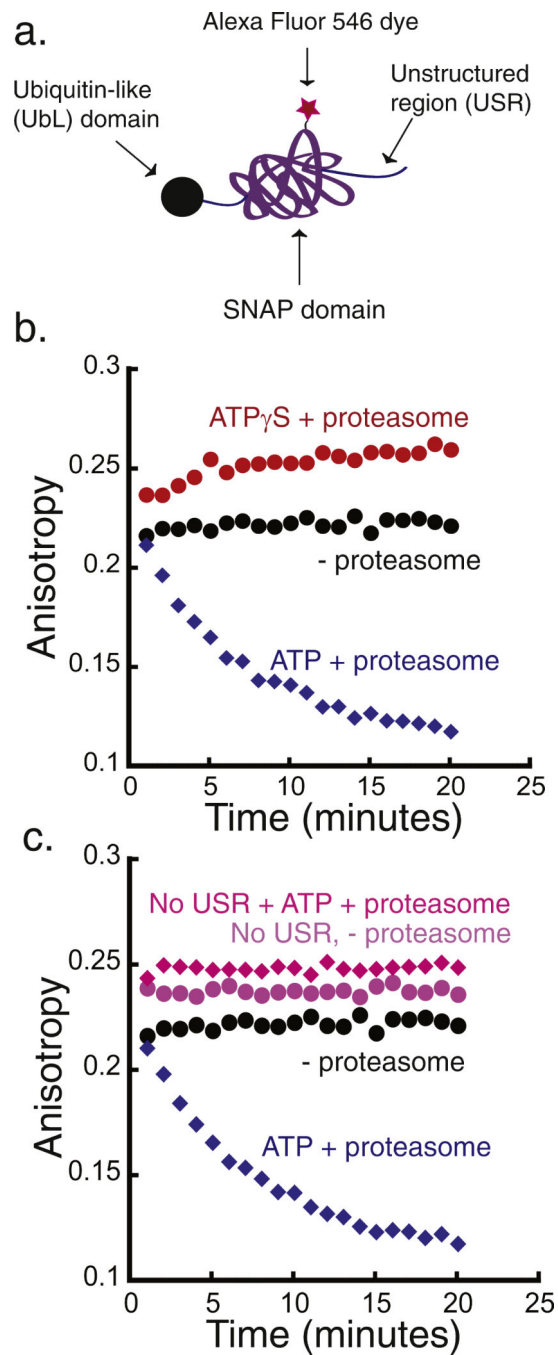 a.
Alexa Fluor 546 dye
Ubiquitin-like
(UbL) domain
Unstructured
region (USR)
SNAP domain
b.
0.3
0.25
0.2
0.15
0.1
Anisotropy
ATPγS + proteasome
- proteasome
ATP + proteasome
0 5 10 15 20 25
Time (minutes)
c.
0.3
0.25
0.2
0.15
0.1
Anisotropy
No USR + ATP + proteasome
No USR, - proteasome
- proteasome
ATP + proteasome
0 5 10 15 20 25
Time (minutes)